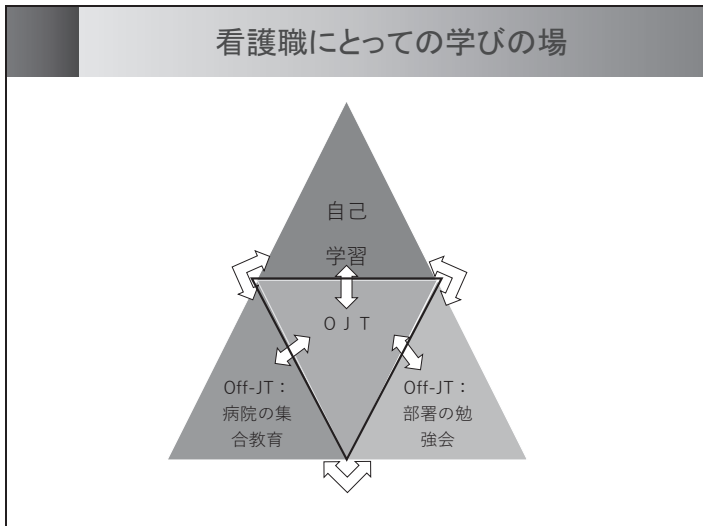 看護職にとっての学びの場
自己
学習
ＯＪＴ
Off-JT：
病院の集
合教育
Off-JT：
部署の勉
強会